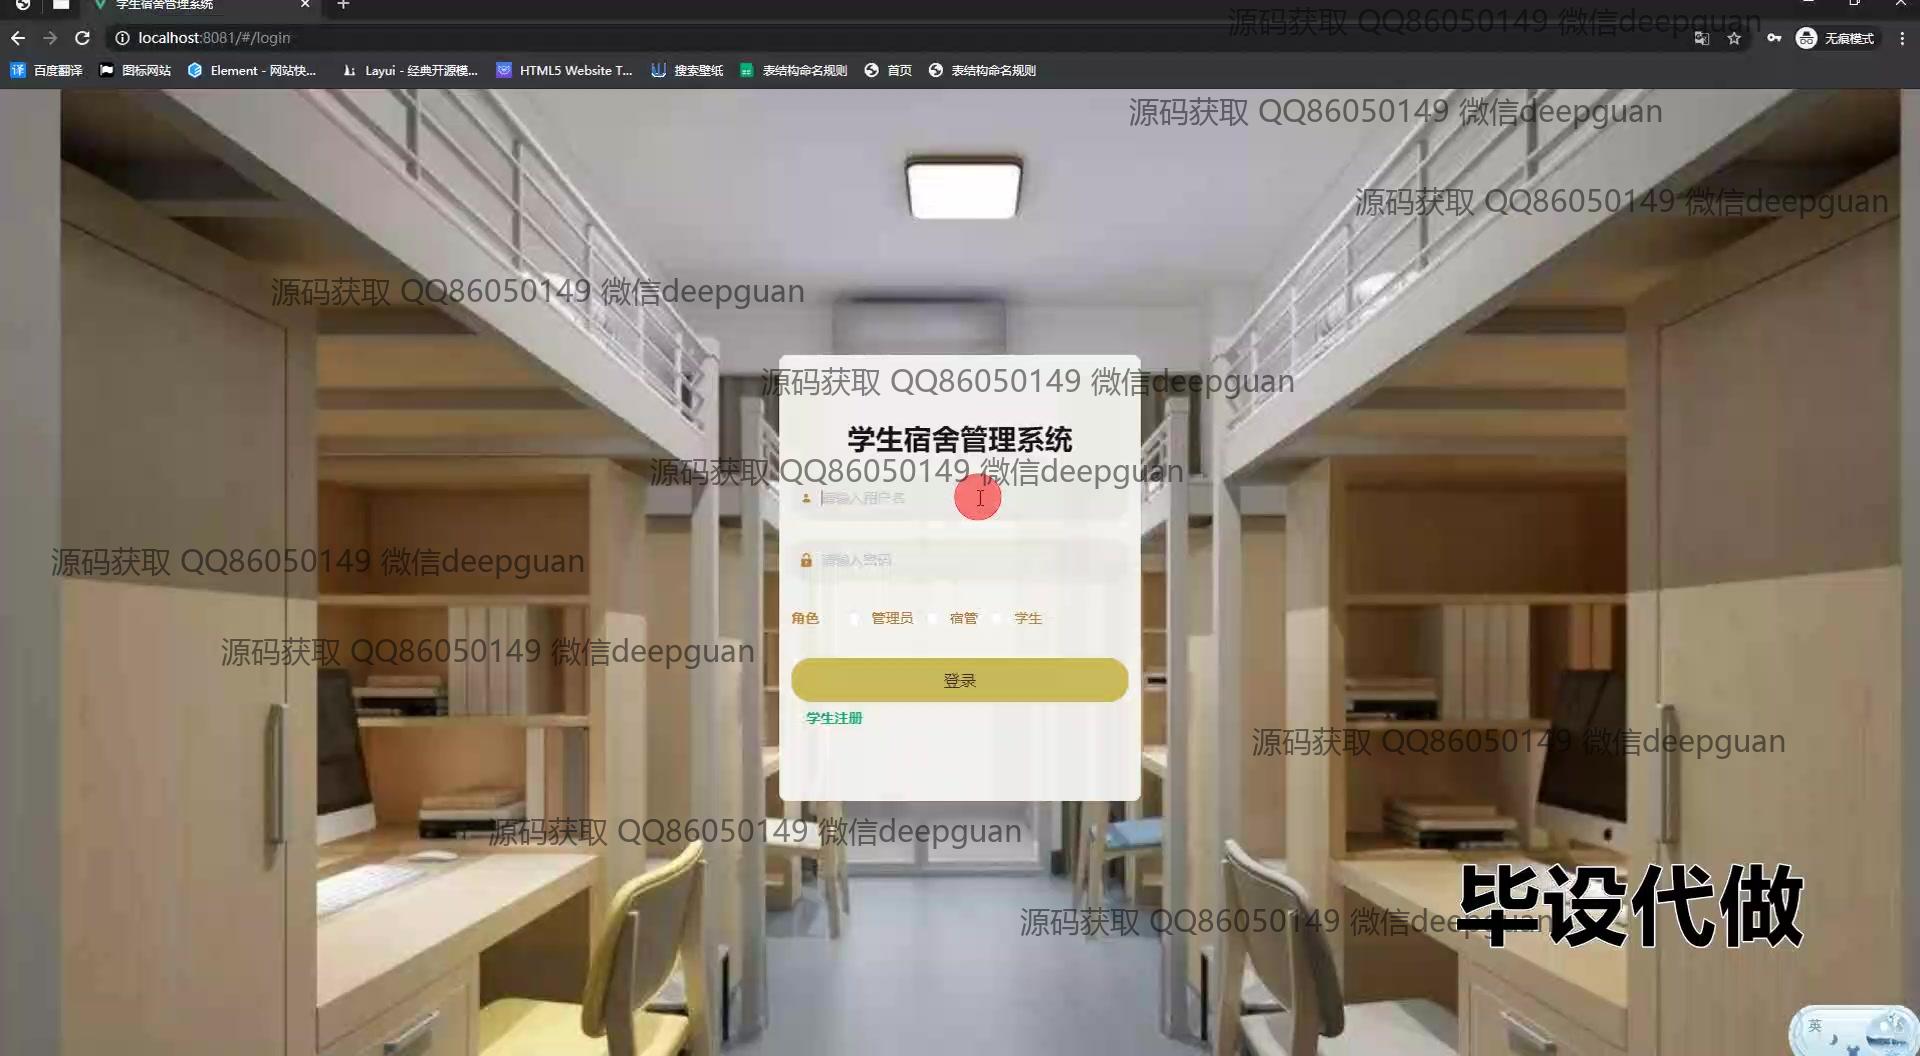 学生宿舍管理系统
源码获取 QQ86050149 微信deepguan
localhost:8081/#/login
无痕模式
百度翻译
图标网站
Element - 网站快...
Layui - 经典开源模...
HTML5 Website T...
搜索壁纸
表结构命名规则
首页
表结构命名规则
源码获取 QQ86050149 微信deepguan
源码获取 QQ86050149 微信deepguan
源码获取 QQ86050149 微信deepguan
源码获取 QQ86050149 微信deepguan
学生宿舍管理系统
源码获取 QQ86050149 微信deepguan
请输入用户名
源码获取 QQ86050149 微信deepguan
请输入密码
角色 管理员 宿管 学生
源码获取 QQ86050149 微信deepguan
登录
学生注册
源码获取 QQ86050149 微信deepguan
源码获取 QQ86050149 微信deepguan
源码获取 QQ86050149 微信deepguan
毕设代做
英